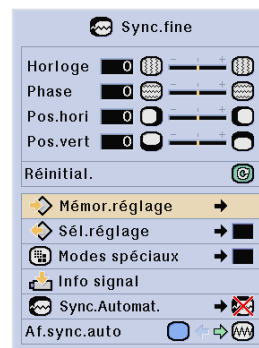 Sync.fine
Horloge 0 - +
Phase 0 - +
Pos.hori 0 - +
Pos.vert 0 - +
Réinitial.
Mémor.réglage
Sél.réglage
Modes spéciaux
Info signal
Sync.Automat.
Af.sync.auto